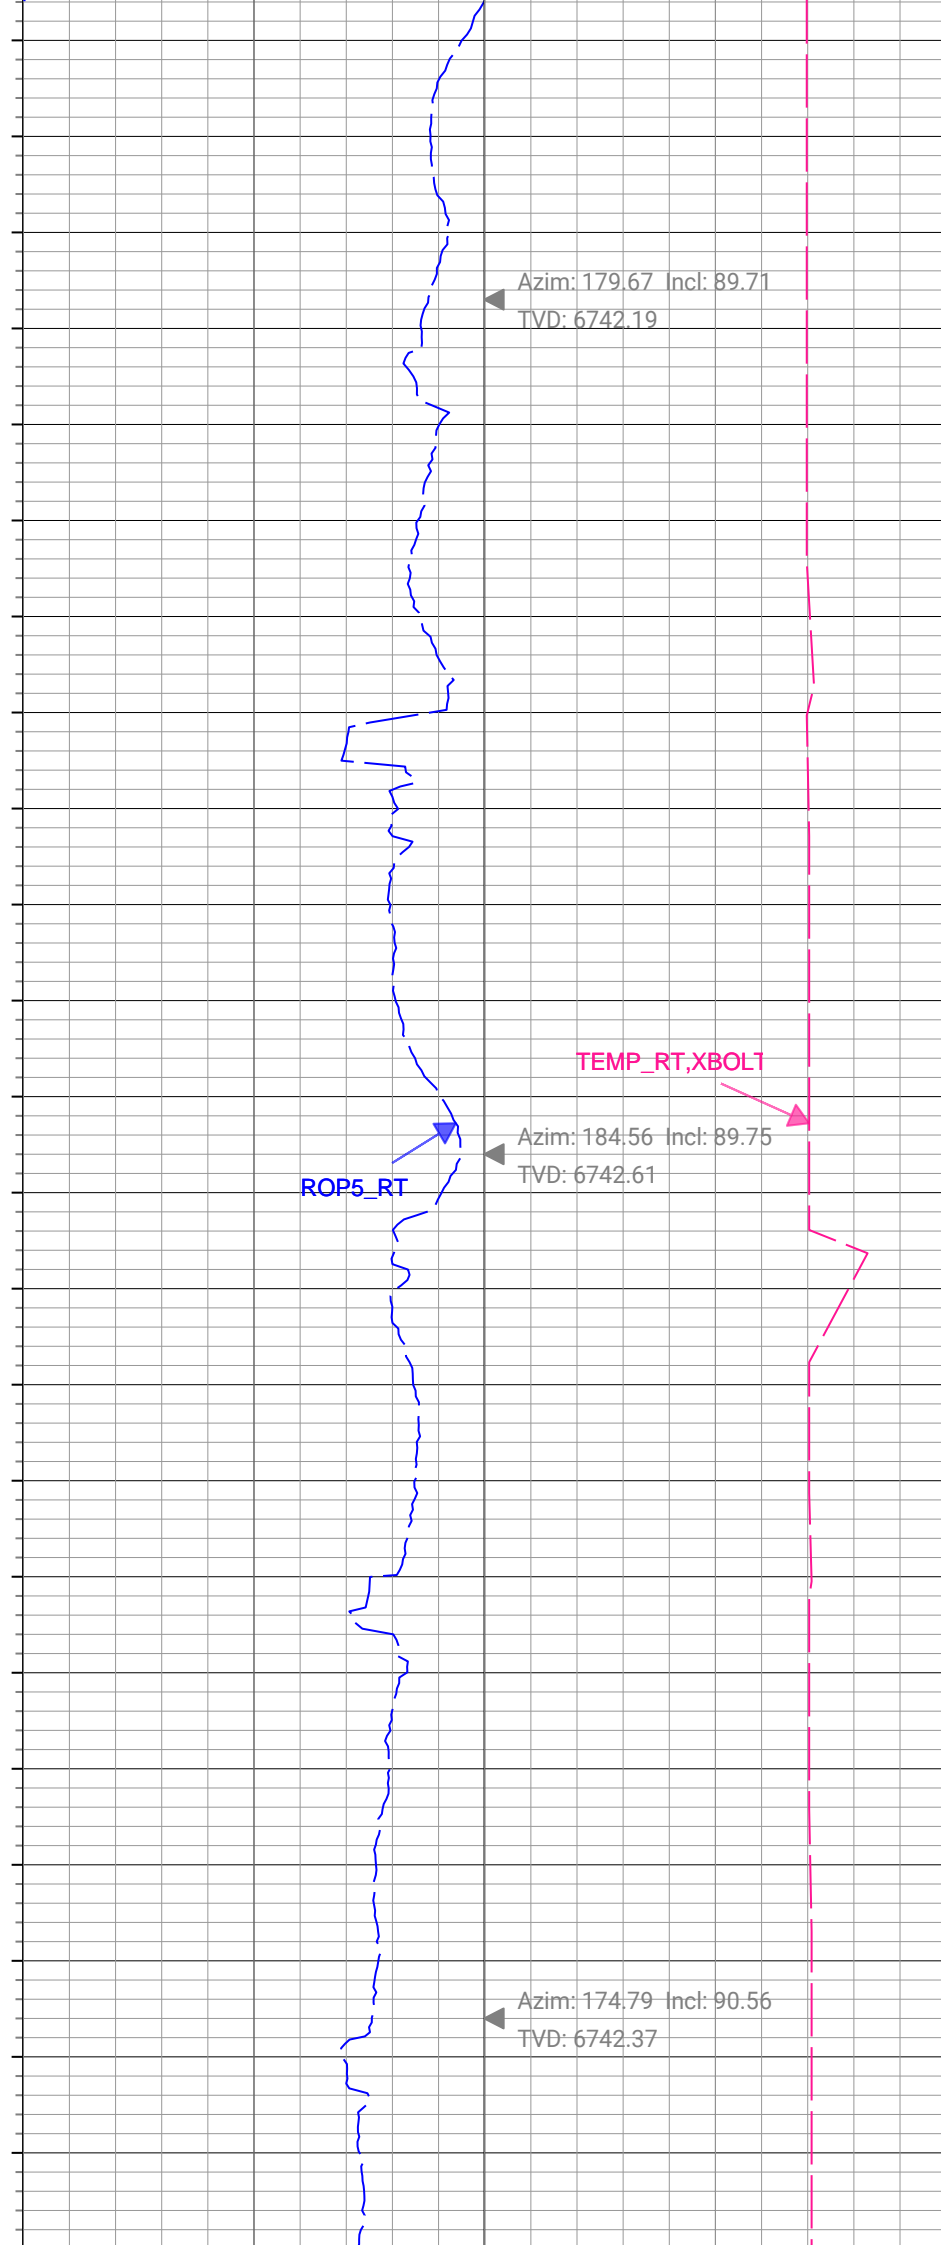 Azim: 179.67 Incl: 89.71
TVD: 6742.19
TEMP_RT,XBOLT
Azim: 184.56 Incl: 89.75
TVD: 6742.61
ROP5_RT
Azim: 174.79 Incl: 90.56
TVD: 6742.37